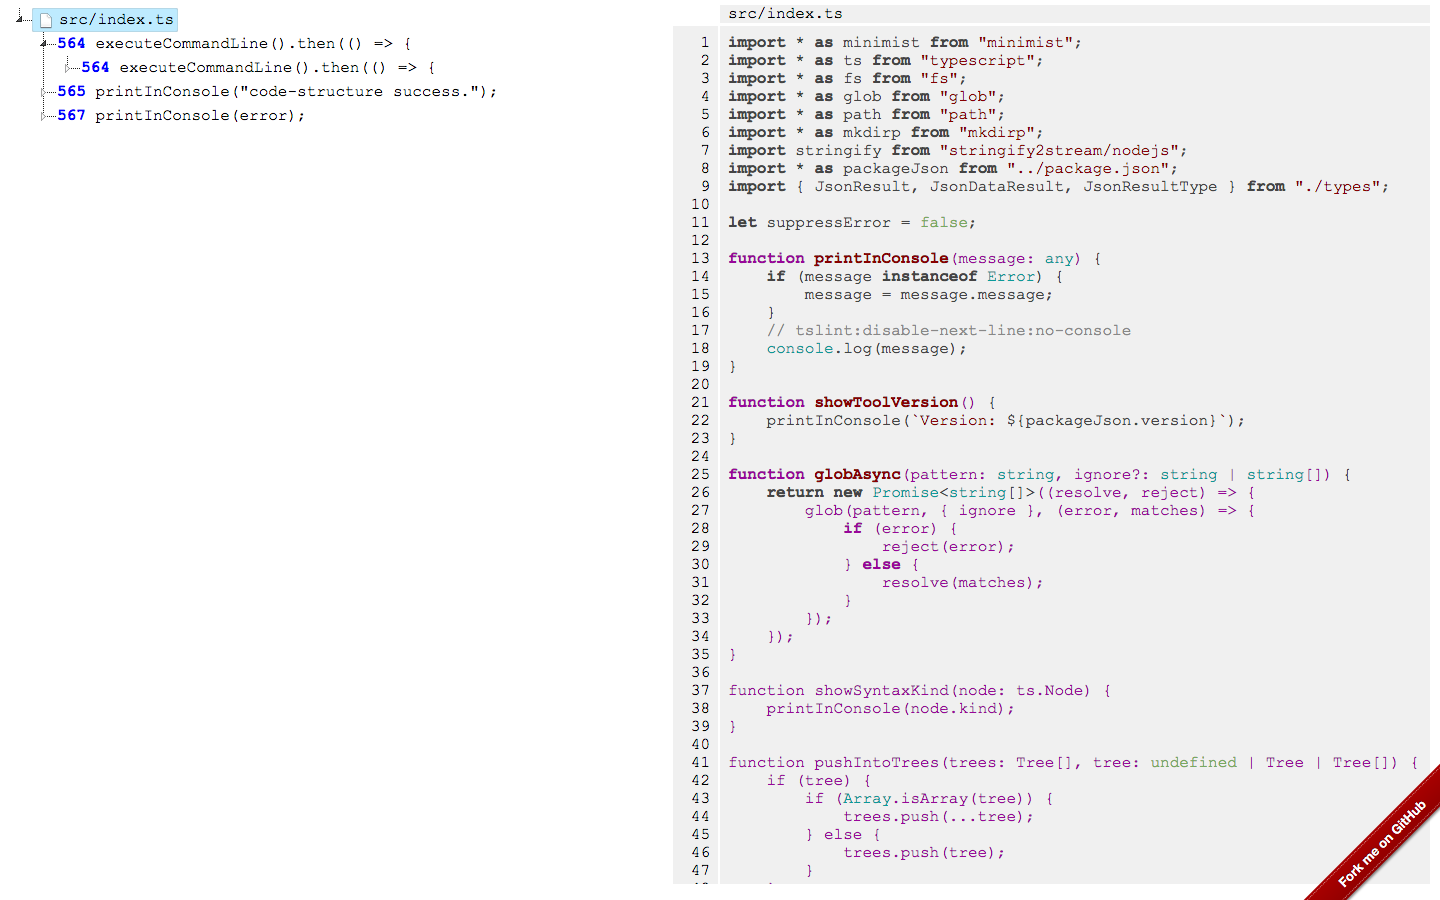 src/index.ts
564 executeCommandLine().then(() => {
564 executeCommandLine().then(() => {
565 printInConsole("code-structure success.");
567 printInConsole(error);
src/index.ts
1 import * as minimist from "minimist";
2 import * as ts from "typescript";
3 import * as fs from "fs";
4 import * as glob from "glob";
5 import * as path from "path";
6 import * as mkdirp from "mkdirp";
7 import stringify from "stringify2stream/nodejs";
8 import * as packageJson from "../package.json";
9 import { JsonResult, JsonDataResult, JsonResultType } from "./types";
10
11 let suppressError = false;
12
13 function printInConsole(message: any) {
14     if (message instanceof Error) {
15         message = message.message;
16     }
17     // tslint:disable-next-line:no-console
18     console.log(message);
19 }
20
21 function showToolVersion() {
22     printInConsole(`Version: ${packageJson.version}`);
23 }
24
25 function globAsync(pattern: string, ignore?: string | string[]) {
26     return new Promise<string[]>((resolve, reject) => {
27         glob(pattern, { ignore }, (error, matches) => {
28             if (error) {
29                 reject(error);
30             } else {
31                 resolve(matches);
32             }
33         });
34     });
35 }
36
37 function showSyntaxKind(node: ts.Node) {
38     printInConsole(node.kind);
39 }
40
41 function pushIntoTrees(trees: Tree[], tree: undefined | Tree | Tree[]) {
42     if (tree) {
43         if (Array.isArray(tree)) {
44             trees.push(...tree);
45         } else {
46             trees.push(tree);
47         }
Fork me on GitHub